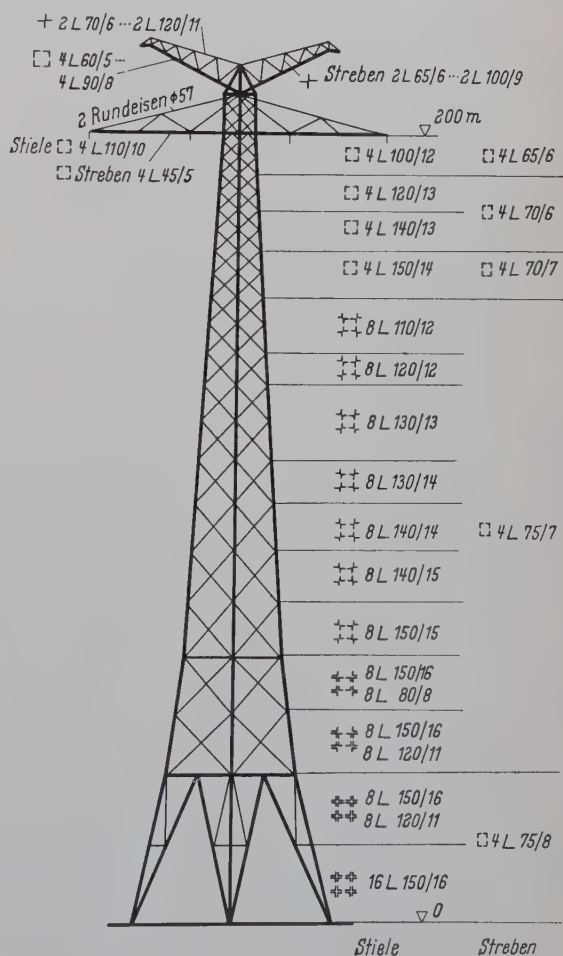 2 L 70/6 ··· 2 L 120/11
4 L 60/5 ···
4 L 90/8
Streben 2 L 65/6 ·· 2 L 100/9
2 Rundeisen ϕ57
200 m
Stiele 4 L 110/10
Streben 4 L 45/5
4 L 100/12 4 L 65/6
4 L 120/13
4 L 70/6
4 L 140/13
4 L 150/14 4 L 70/7
8 L 110/12
8 L 120/12
8 L 130/13
8 L 130/14
8 L 140/14 4 L 75/7
8 L 140/15
8 L 150/15
8 L 150/16
8 L 80/8
8 L 150/16
8 L 120/11
8 L 150/16
8 L 120/11
4 L 75/8
16 L 150/16
0
Stiele Streben